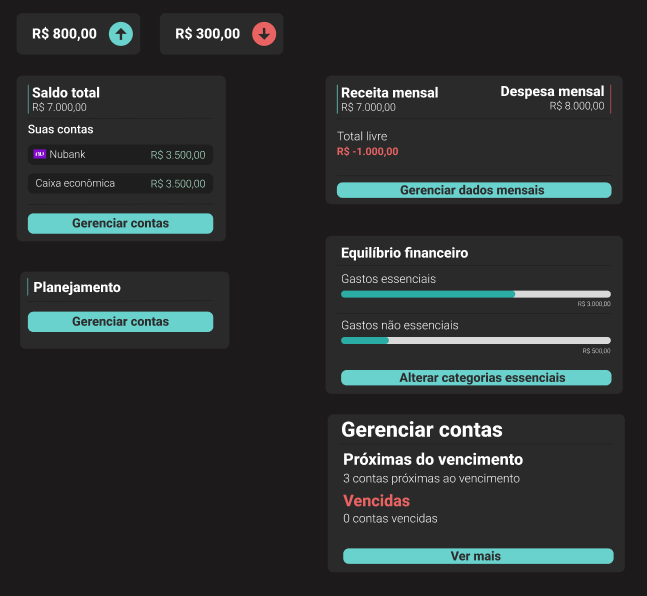 R$ 800,00
R$ 300,00
Saldo total
R$ 7.000,00
Suas contas
nu Nubank R$ 3.500,00
Caixa econômica R$ 3.500,00
Gerenciar contas
Planejamento
Gerenciar contas
Receita mensal
R$ 7.000,00
Despesa mensal
R$ 8.000,00
Total livre
R$ -1.000,00
Gerenciar dados mensais
Equilíbrio financeiro
Gastos essenciais
R$ 3.000,00
Gastos não essenciais
R$ 500,00
Alterar categorias essenciais
Gerenciar contas
Próximas do vencimento
3 contas próximas ao vencimento
Vencidas
0 contas vencidas
Ver mais